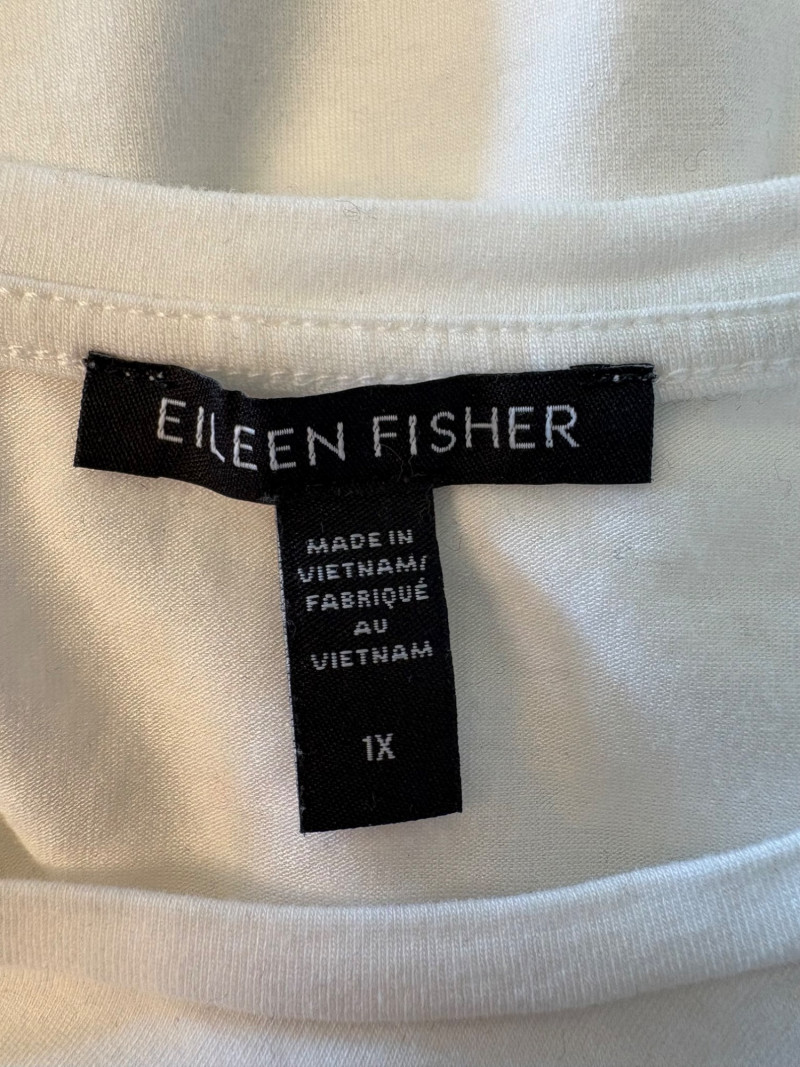 EILEEN FISHER
MADE IN
VIETNAM/
FABRIQUÉ
AU
VIETNAM
1X